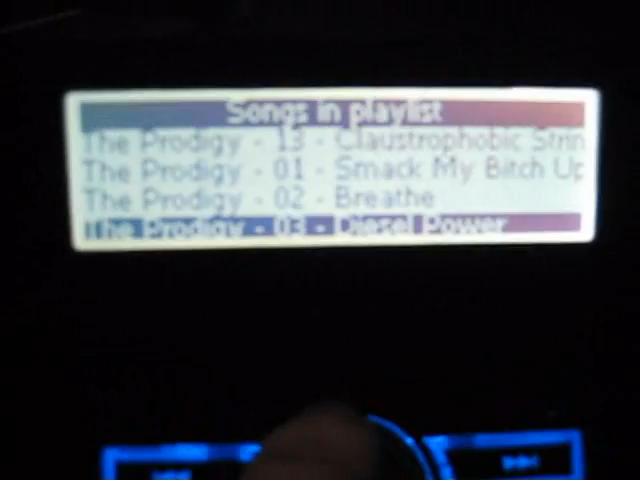 Songs in playlist
The Prodigy - 13 - Claustrophobic Strin
The Prodigy - 01 - Smack My Bitch Up
The Prodigy - 02 - Breathe
The Prodigy - 03 - Diesel Power